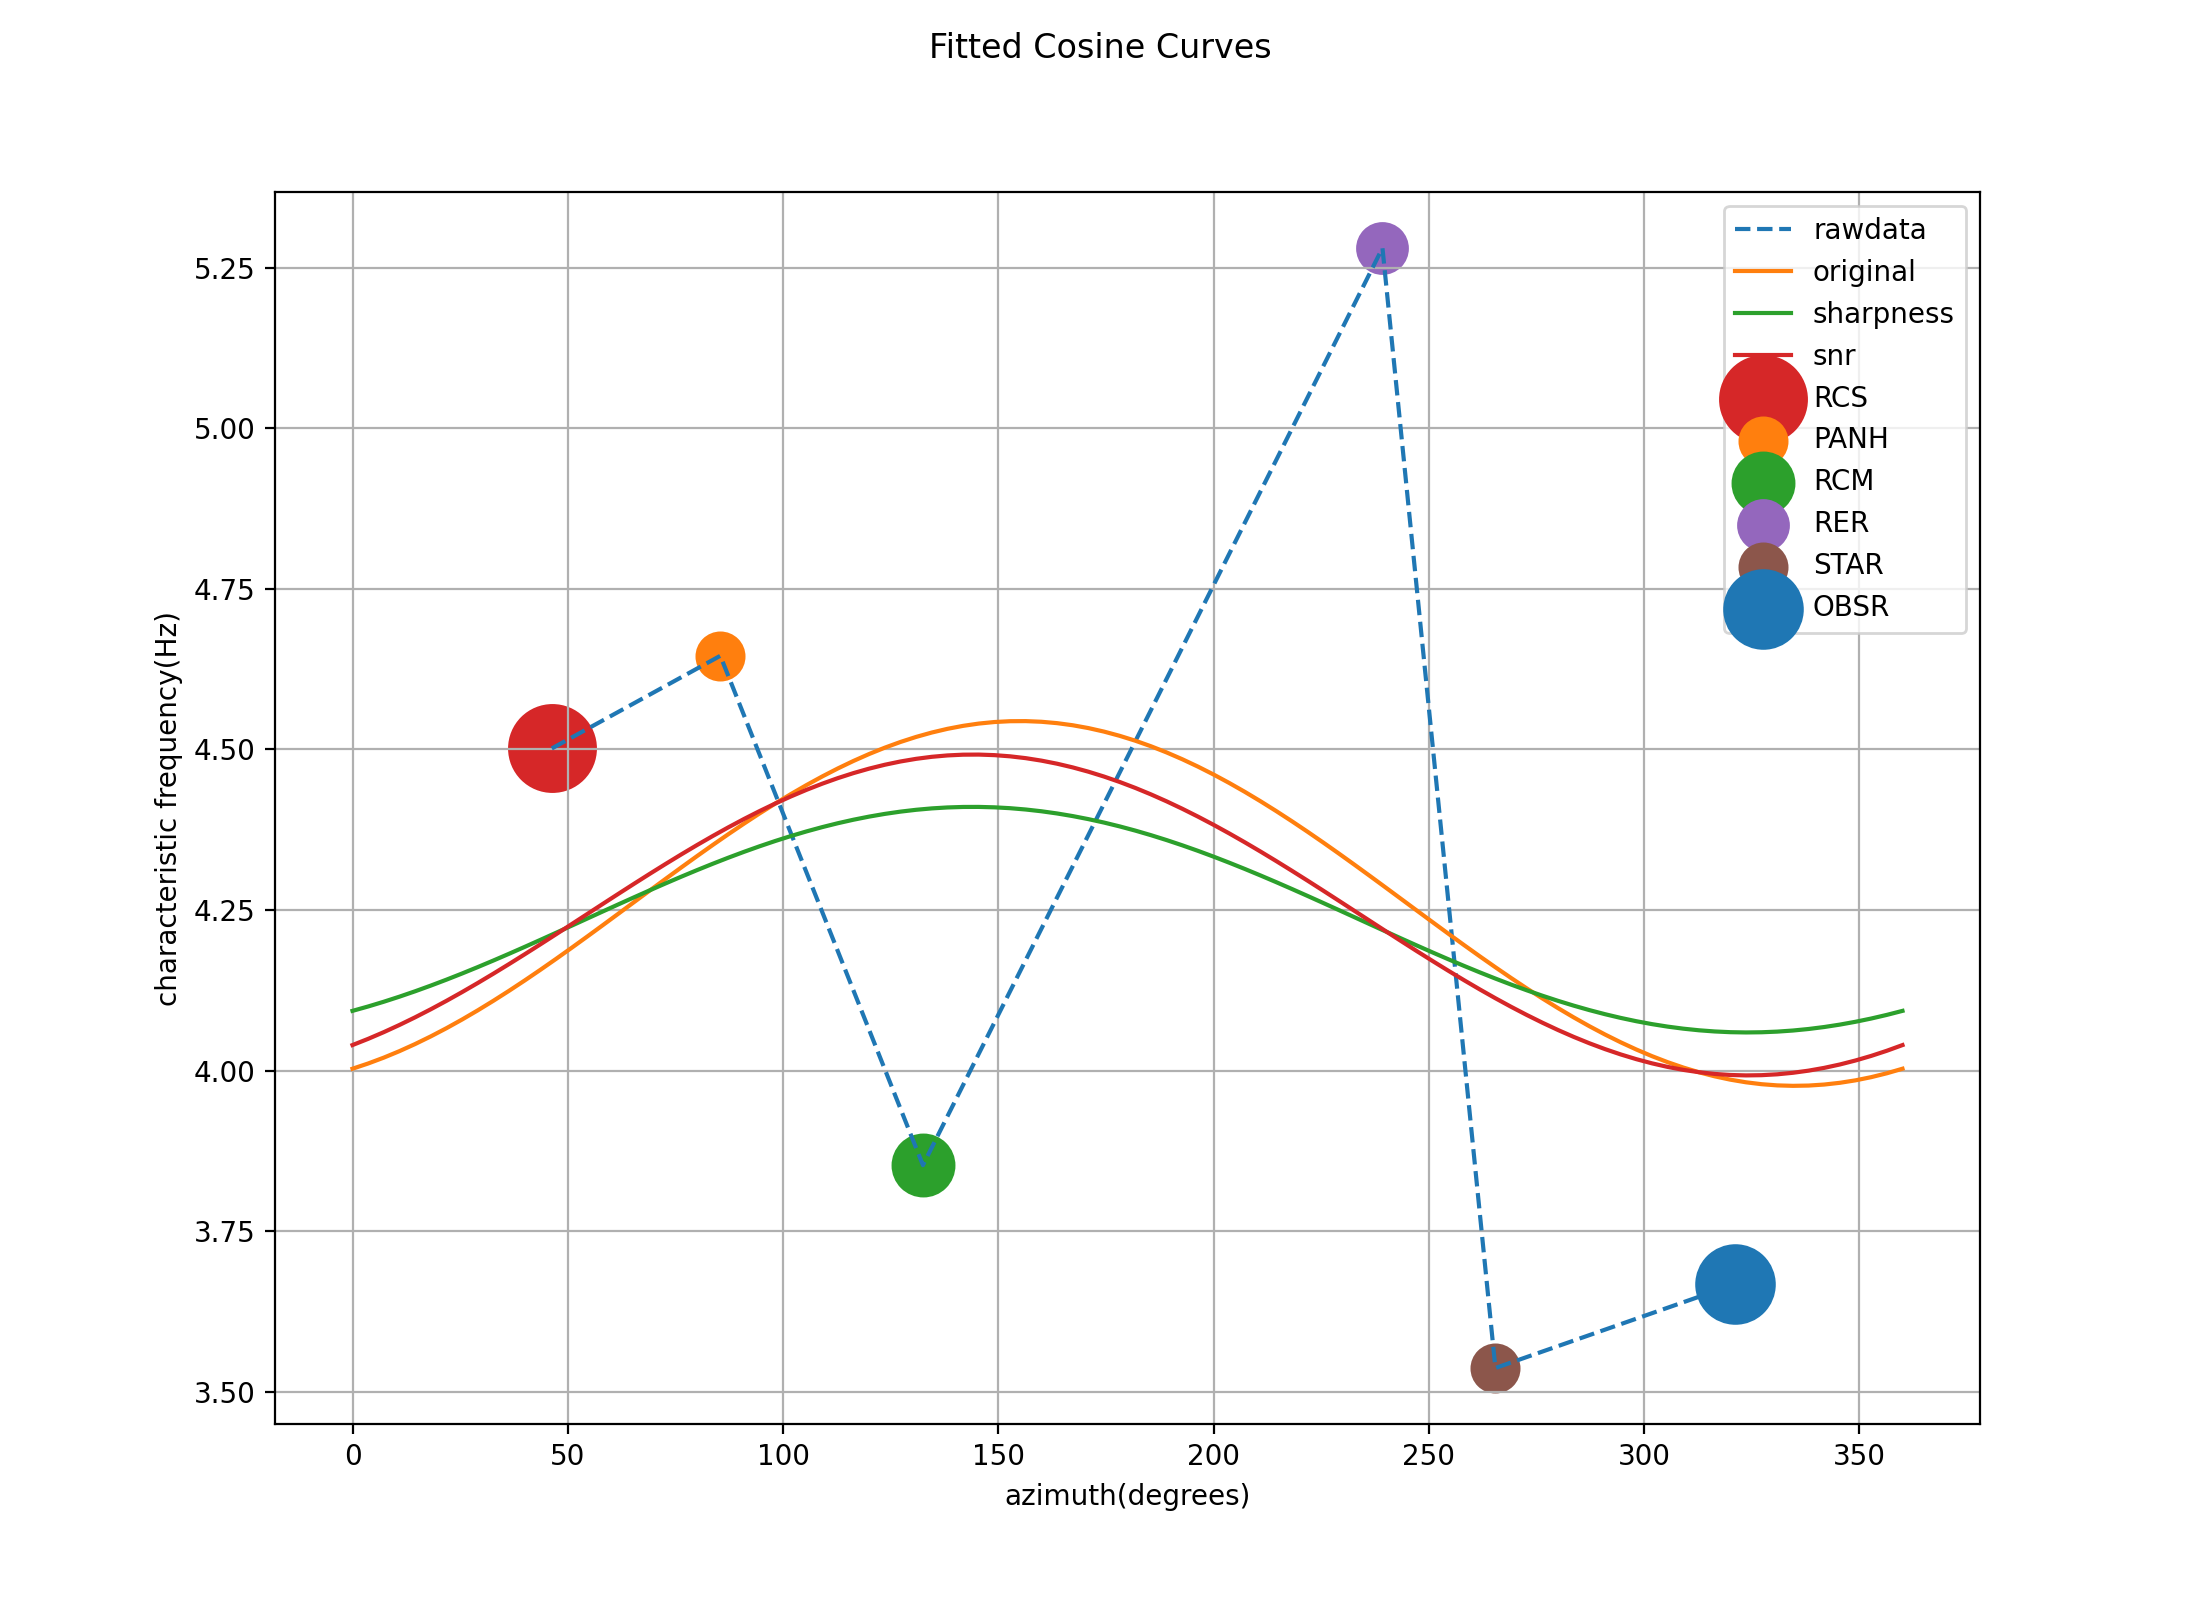 Fitted Cosine Curves
5.25
5.00
4.75
4.50
4.25
4.00
3.75
3.50
characteristic frequency(Hz)
0 50 100 150 200 250 300 350
azimuth(degrees)
rawdata
original
sharpness
snr
RCS
PANH
RCM
RER
STAR
OBSR